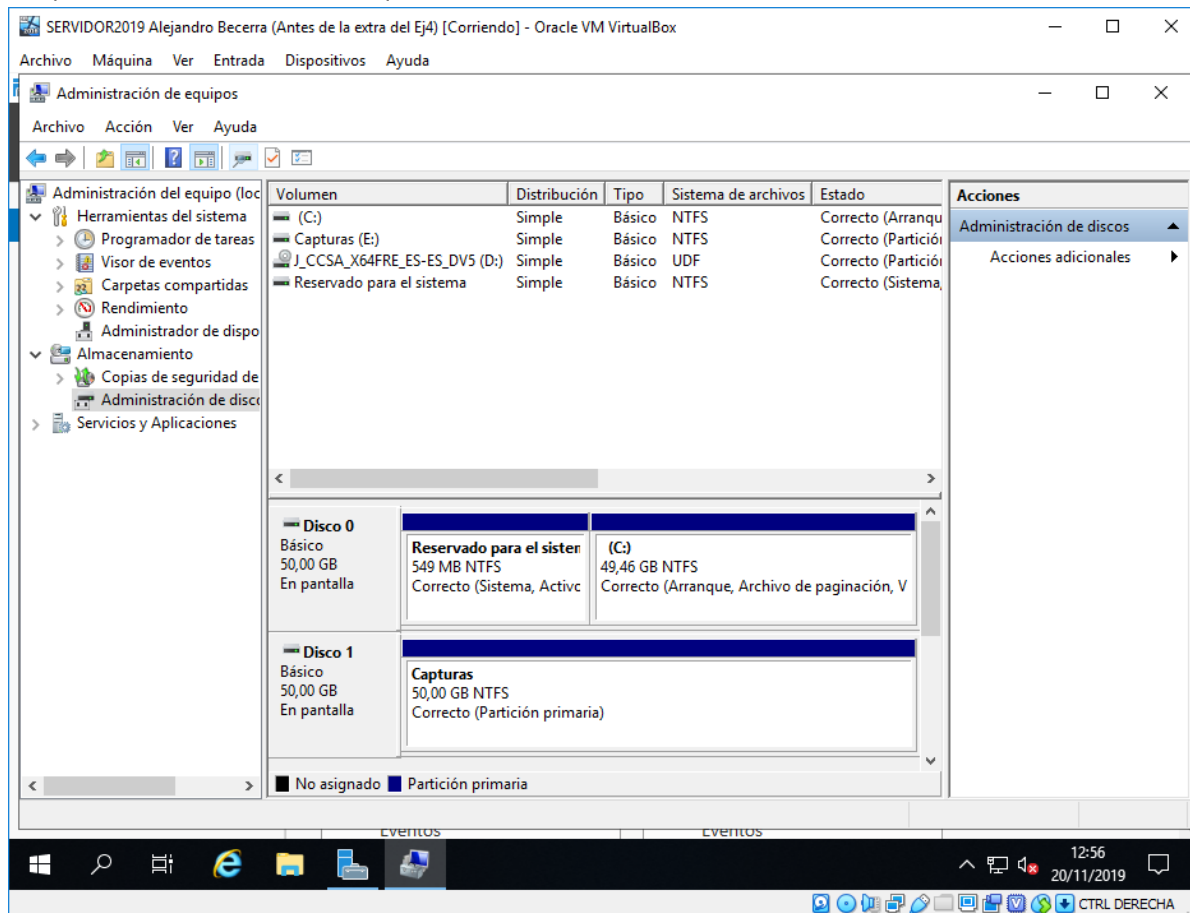 SERVIDOR2019 Alejandro Becerra (Antes de la extra del Ej4) [Corriendo] - Oracle VM VirtualBox
Archivo Máquina Ver Entrada Dispositivos Ayuda
Administración de equipos
Archivo Acción Ver Ayuda
Administración del equipo (loc
Herramientas del sistema
Programador de tareas
Visor de eventos
Carpetas compartidas
Rendimiento
Administrador de dispo
Almacenamiento
Copias de seguridad de
Administración de disco
Servicios y Aplicaciones
Volumen Distribución Tipo Sistema de archivos Estado
(C:) Simple Básico NTFS Correcto (Arranqu
Capturas (E:) Simple Básico NTFS Correcto (Partición
J_CCSA_X64FRE_ES-ES_DV5 (D:) Simple Básico UDF Correcto (Partición
Reservado para el sistema Simple Básico NTFS Correcto (Sistema,
Acciones
Administración de discos
Acciones adicionales
Disco 0
Básico
50,00 GB
En pantalla
Reservado para el sistem
549 MB NTFS
Correcto (Sistema, Activo
(C:)
49,46 GB NTFS
Correcto (Arranque, Archivo de paginación, V
Disco 1
Básico
50,00 GB
En pantalla
Capturas
50,00 GB NTFS
Correcto (Partición primaria)
No asignado Partición primaria
Eventos Eventos
12:56
20/11/2019
CTRL DERECHA